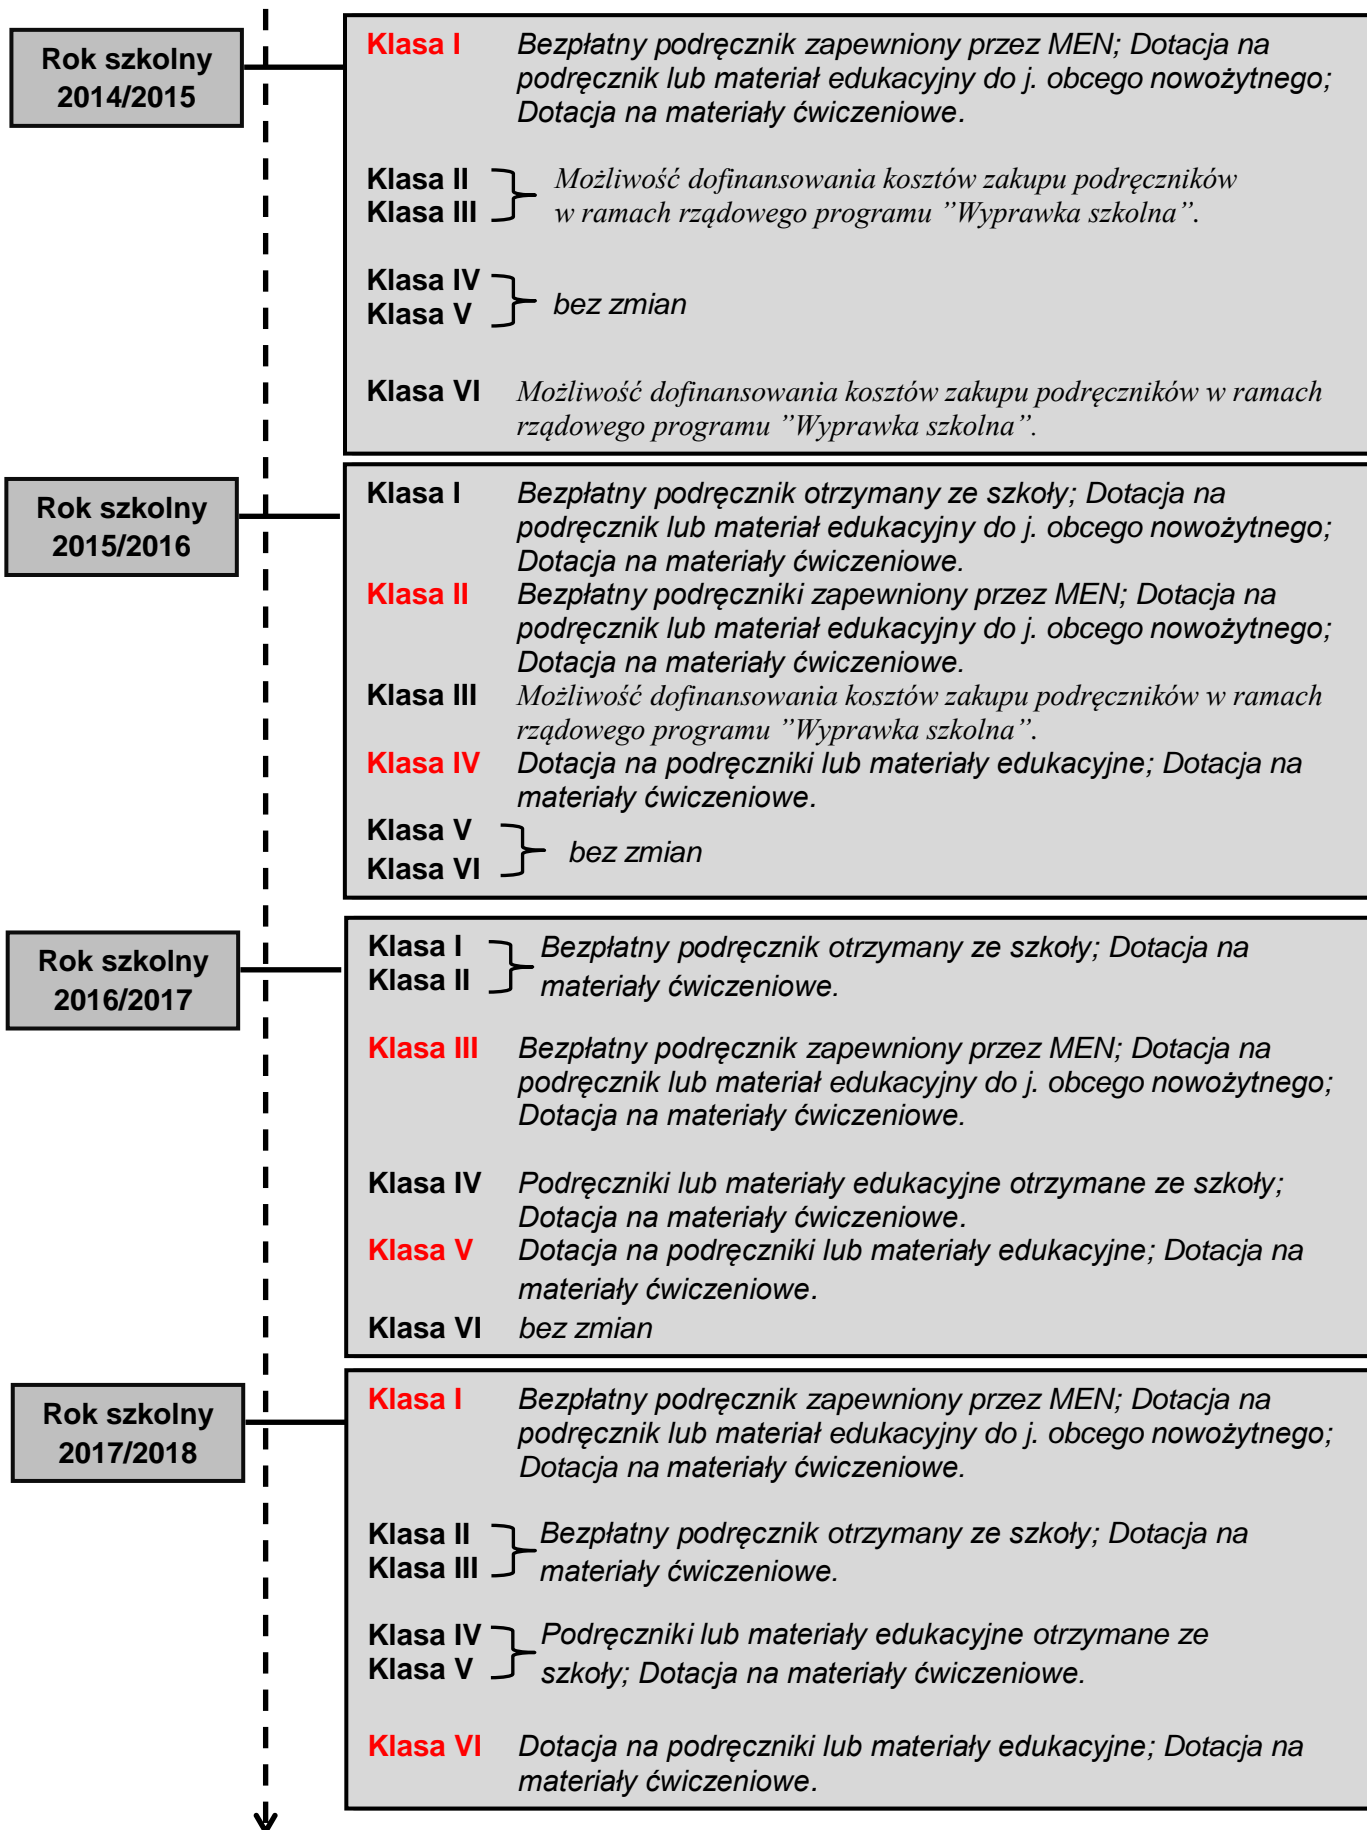 Rok szkolny
2014/2015
Klasa I Bezpłatny podręcznik zapewniony przez MEN; Dotacja na
podręcznik lub materiał edukacyjny do j. obcego nowożytnego;
Dotacja na materiały ćwiczeniowe.
Klasa II
Klasa III
Możliwość dofinansowania kosztów zakupu podręczników
w ramach rządowego programu ”Wyprawka szkolna”.
Klasa IV
Klasa V
bez zmian
Klasa VI Możliwość dofinansowania kosztów zakupu podręczników w ramach
rządowego programu ”Wyprawka szkolna”.
Rok szkolny
2015/2016
Klasa I Bezpłatny podręcznik otrzymany ze szkoły; Dotacja na
podręcznik lub materiał edukacyjny do j. obcego nowożytnego;
Dotacja na materiały ćwiczeniowe.
Klasa II Bezpłatny podręczniki zapewniony przez MEN; Dotacja na
podręcznik lub materiał edukacyjny do j. obcego nowożytnego;
Dotacja na materiały ćwiczeniowe.
Klasa III Możliwość dofinansowania kosztów zakupu podręczników w ramach
rządowego programu ”Wyprawka szkolna”.
Klasa IV Dotacja na podręczniki lub materiały edukacyjne; Dotacja na
materiały ćwiczeniowe.
Klasa V
Klasa VI
bez zmian
Rok szkolny
2016/2017
Klasa I
Klasa II
Bezpłatny podręcznik otrzymany ze szkoły; Dotacja na
materiały ćwiczeniowe.
Klasa III Bezpłatny podręcznik zapewniony przez MEN; Dotacja na
podręcznik lub materiał edukacyjny do j. obcego nowożytnego;
Dotacja na materiały ćwiczeniowe.
Klasa IV Podręczniki lub materiały edukacyjne otrzymane ze szkoły;
Dotacja na materiały ćwiczeniowe.
Klasa V Dotacja na podręczniki lub materiały edukacyjne; Dotacja na
materiały ćwiczeniowe.
Klasa VI bez zmian
Rok szkolny
2017/2018
Klasa I Bezpłatny podręcznik zapewniony przez MEN; Dotacja na
podręcznik lub materiał edukacyjny do j. obcego nowożytnego;
Dotacja na materiały ćwiczeniowe.
Klasa II
Klasa III
Bezpłatny podręcznik otrzymany ze szkoły; Dotacja na
materiały ćwiczeniowe.
Klasa IV
Klasa V
Podręczniki lub materiały edukacyjne otrzymane ze
szkoły; Dotacja na materiały ćwiczeniowe.
Klasa VI Dotacja na podręczniki lub materiały edukacyjne; Dotacja na
materiały ćwiczeniowe.